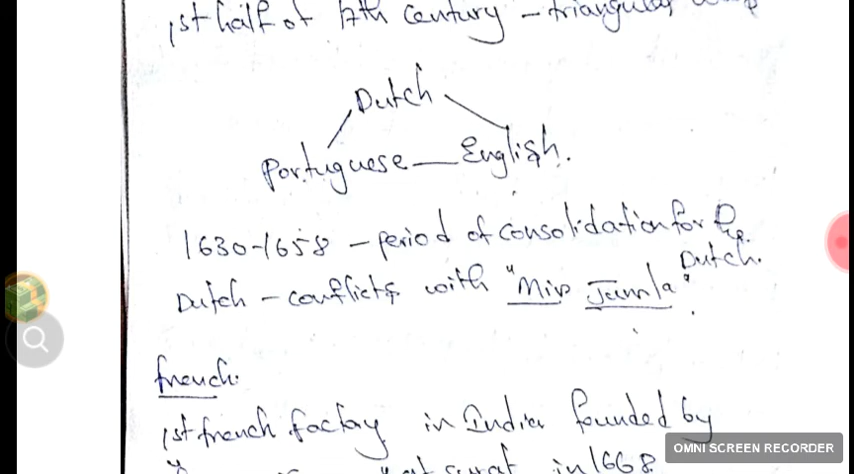 1st half of 17th century - triangular
Dutch
Portuguese — English.
1630-1658 - period of consolidation for
Dutch.
Dutch - conflicts with "Mir Jumla".
french:
1st french factory in India founded by
at surat in 1668
OMNI SCREEN RECORDER